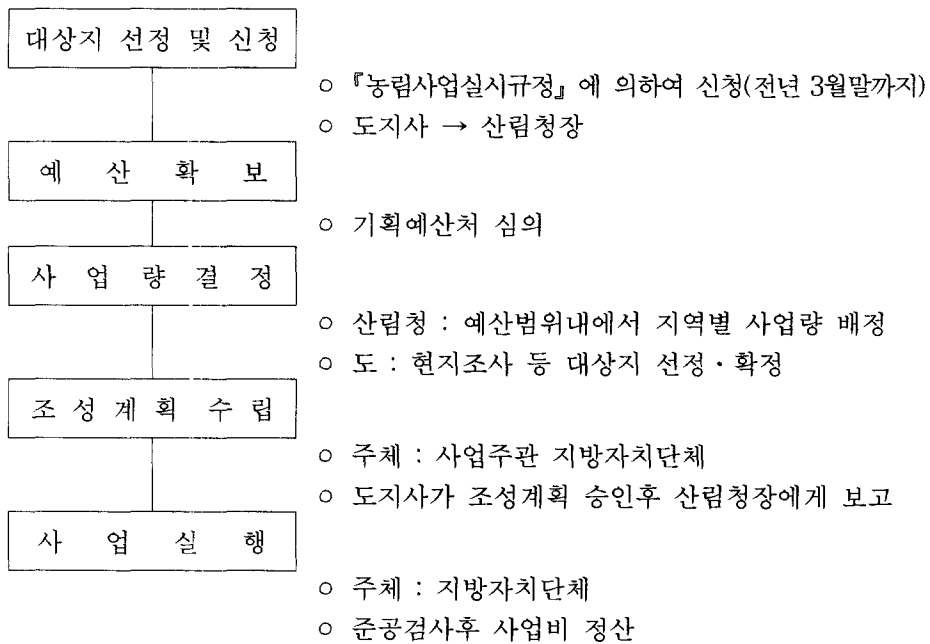 대상지 선정 및 신청
○ 『농림사업실시규정』 에 의하여 신청(전년 3월말까지)
○ 도지사 → 산림청장
예 산 확 보
○ 기획예산처 심의
사 업 량 결 정
○ 산림청 : 예산범위내에서 지역별 사업량 배정
○ 도 : 현지조사 등 대상지 선정·확정
조 성 계 획 수 립
○ 주체 : 사업주관 지방자치단체
○ 도지사가 조성계획 승인후 산림청장에게 보고
사 업 실 행
○ 주체 : 지방자치단체
○ 준공검사후 사업비 정산